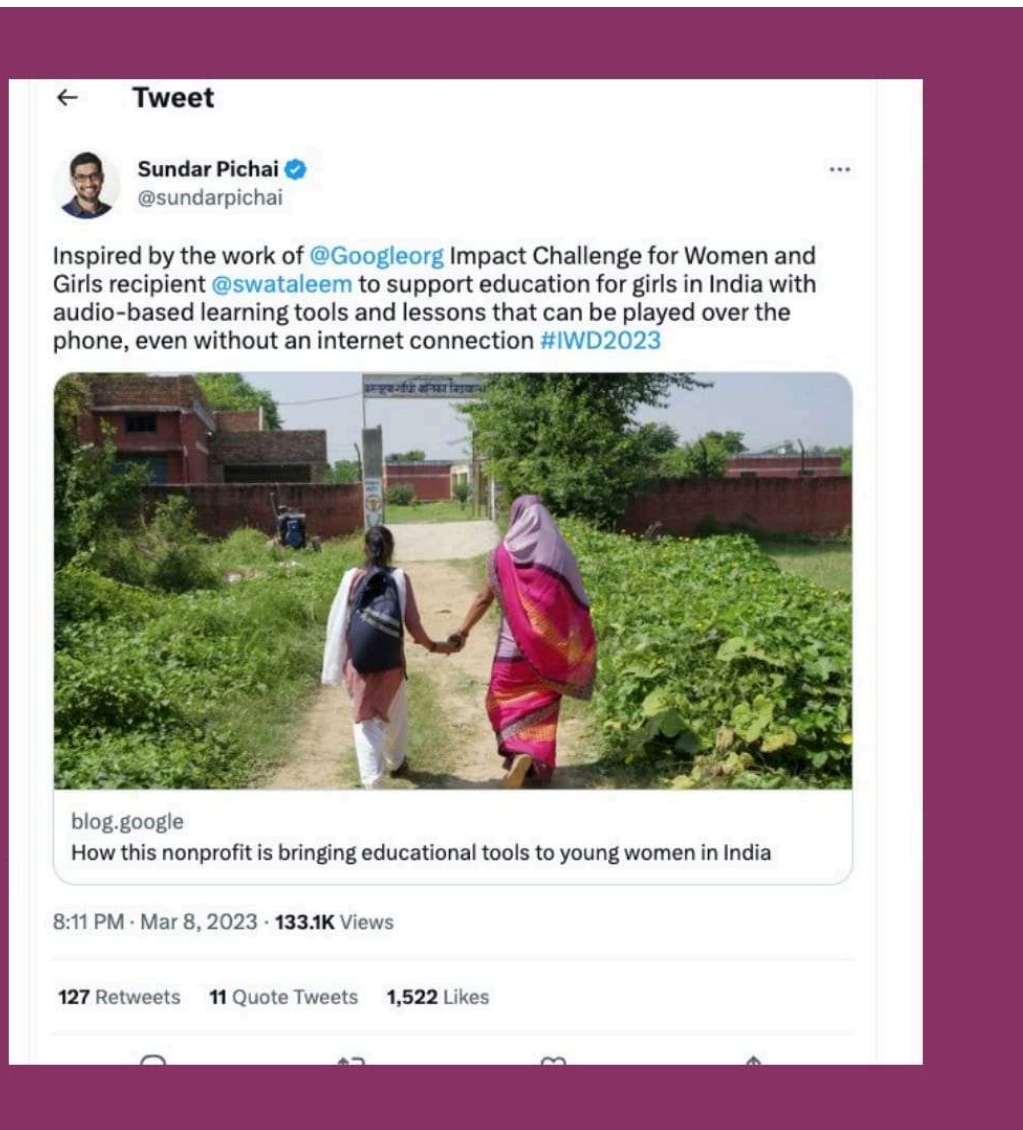 ← Tweet
Sundar Pichai
@sundarpichai
Inspired by the work of @Googleorg Impact Challenge for Women and
Girls recipient @swataleem to support education for girls in India with
audio-based learning tools and lessons that can be played over the
phone, even without an internet connection #IWD2023
blog.google
How this nonprofit is bringing educational tools to young women in India
8:11 PM · Mar 8, 2023 · 133.1K Views
127 Retweets 11 Quote Tweets 1,522 Likes